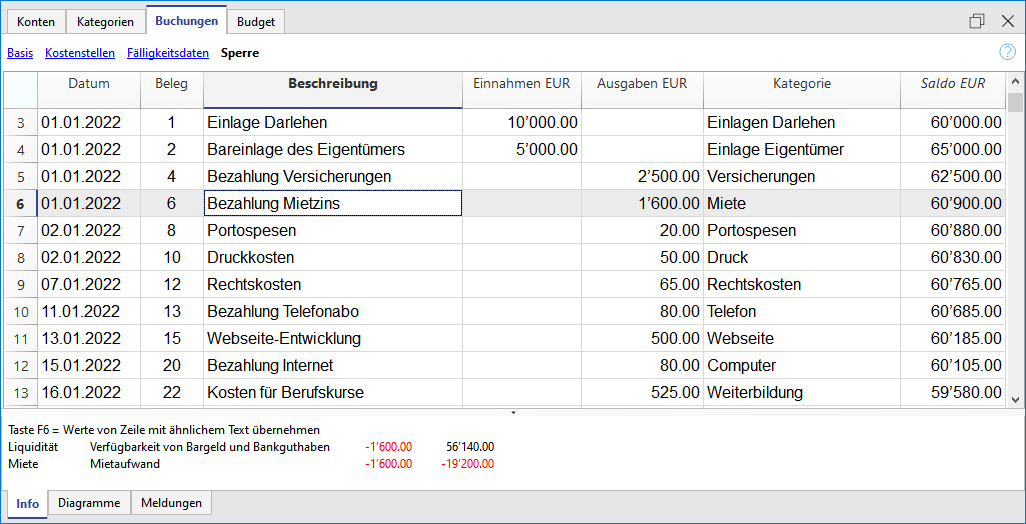 Konten Kategorien Buchungen Budget
Basis Kostenstellen Fälligkeitsdaten Sperre ?
Datum Beleg Beschreibung Einnahmen EUR Ausgaben EUR Kategorie Saldo EUR
3 01.01.2022 1 Einlage Darlehen 10’000.00 Einlagen Darlehen 60’000.00
4 01.01.2022 2 Bareinlage des Eigentümers 5’000.00 Einlage Eigentümer 65’000.00
5 01.01.2022 4 Bezahlung Versicherungen 2’500.00 Versicherungen 62’500.00
6 01.01.2022 6 Bezahlung Mietzins 1’600.00 Miete 60’900.00
7 02.01.2022 8 Portospesen 20.00 Portospesen 60’880.00
8 02.01.2022 10 Druckkosten 50.00 Druck 60’830.00
9 07.01.2022 12 Rechtskosten 65.00 Rechtskosten 60’765.00
10 11.01.2022 13 Bezahlung Telefonabo 80.00 Telefon 60’685.00
11 13.01.2022 15 Webseite-Entwicklung 500.00 Webseite 60’185.00
12 15.01.2022 20 Bezahlung Internet 80.00 Computer 60’105.00
13 16.01.2022 22 Kosten für Berufskurse 525.00 Weiterbildung 59’580.00
Taste F6 = Werte von Zeile mit ähnlichem Text übernehmen
Liquidität Verfügbarkeit von Bargeld und Bankguthaben -1’600.00 56’140.00
Miete Mietaufwand -1’600.00 -19’200.00
Info Diagramme Meldungen